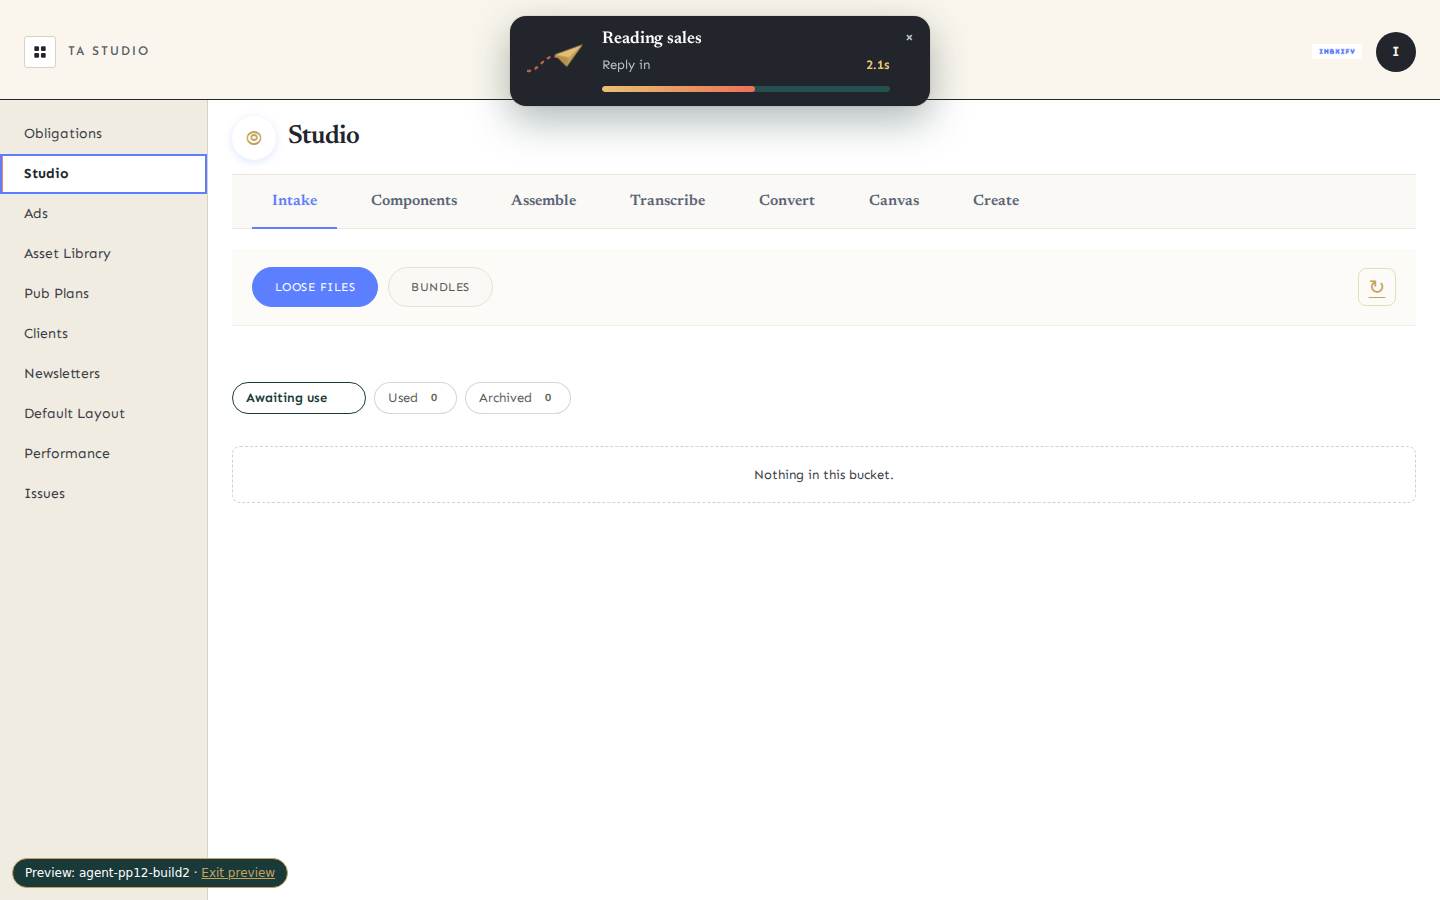 TA STUDIO
Reading sales
×
Reply in 2.1s
INBXIFY
I
Obligations
Studio
Ads
Asset Library
Pub Plans
Clients
Newsletters
Default Layout
Performance
Issues
Studio
Intake Components Assemble Transcribe Convert Canvas Create
LOOSE FILES BUNDLES
Awaiting use Used 0 Archived 0
Nothing in this bucket.
Preview: agent-pp12-build2 · Exit preview